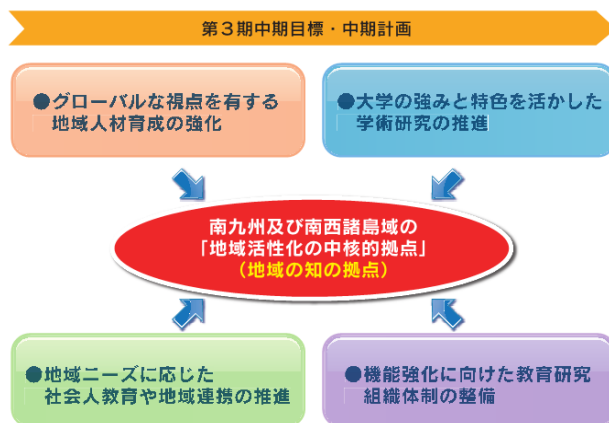 第3期中期目標・中期計画
●グローバルな視点を有する
地域人材育成の強化
●大学の強みと特色を活かした
学術研究の推進
南九州及び南西諸島域の
「地域活性化の中核的拠点」
(地域の知の拠点)
●地域ニーズに応じた
社会人教育や地域連携の推進
●機能強化に向けた教育研究
組織体制の整備